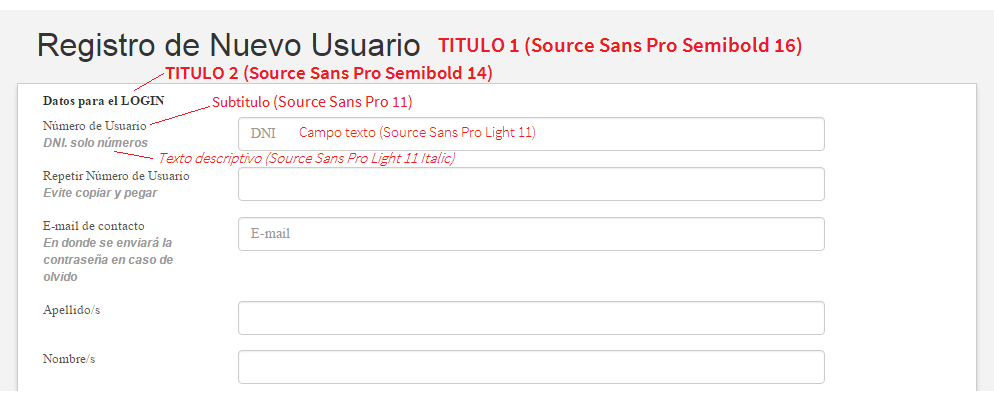 Registro de Nuevo Usuario TITULO 1 (Source Sans Pro Semibold 16)
TITULO 2 (Source Sans Pro Semibold 14)
Datos para el LOGIN
Subtitulo (Source Sans Pro 11)
Número de Usuario
DNI Campo texto (Source Sans Pro Light 11)
DNI. solo números
Texto descriptivo (Source Sans Pro Light 11 Italic)
Repetir Número de Usuario
Evite copiar y pegar
E-mail de contacto
E-mail
En donde se enviará la
contraseña en caso de
olvido
Apellido/s
Nombre/s